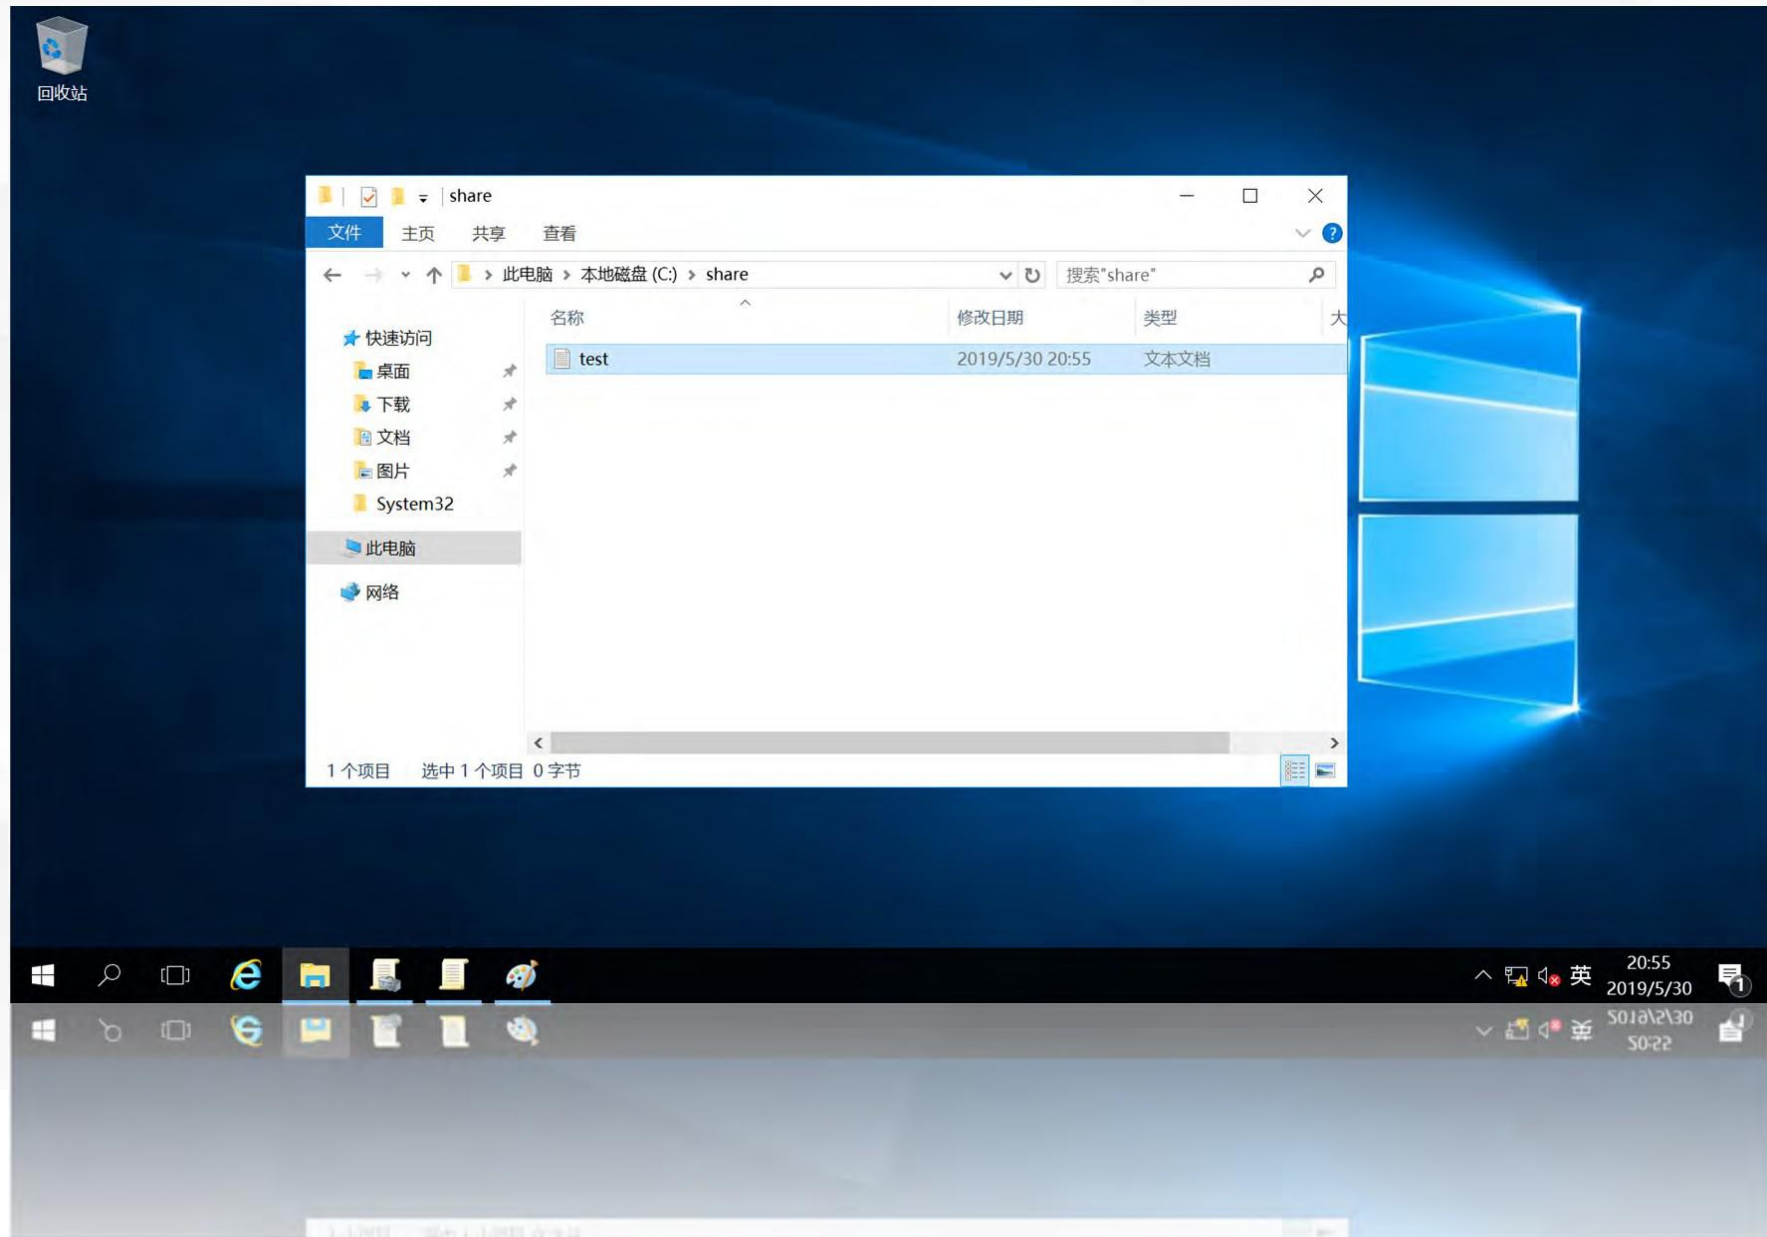 回收站
share
文件 主页 共享 查看
此电脑 本地磁盘 (C:) share 搜索"share"
名称 修改日期 类型 大
快速访问
test 2019/5/30 20:55 文本文档
桌面
下载
文档
图片
System32
此电脑
网络
1 个项目 选中 1 个项目 0 字节
英 20:55
2019/5/30
1